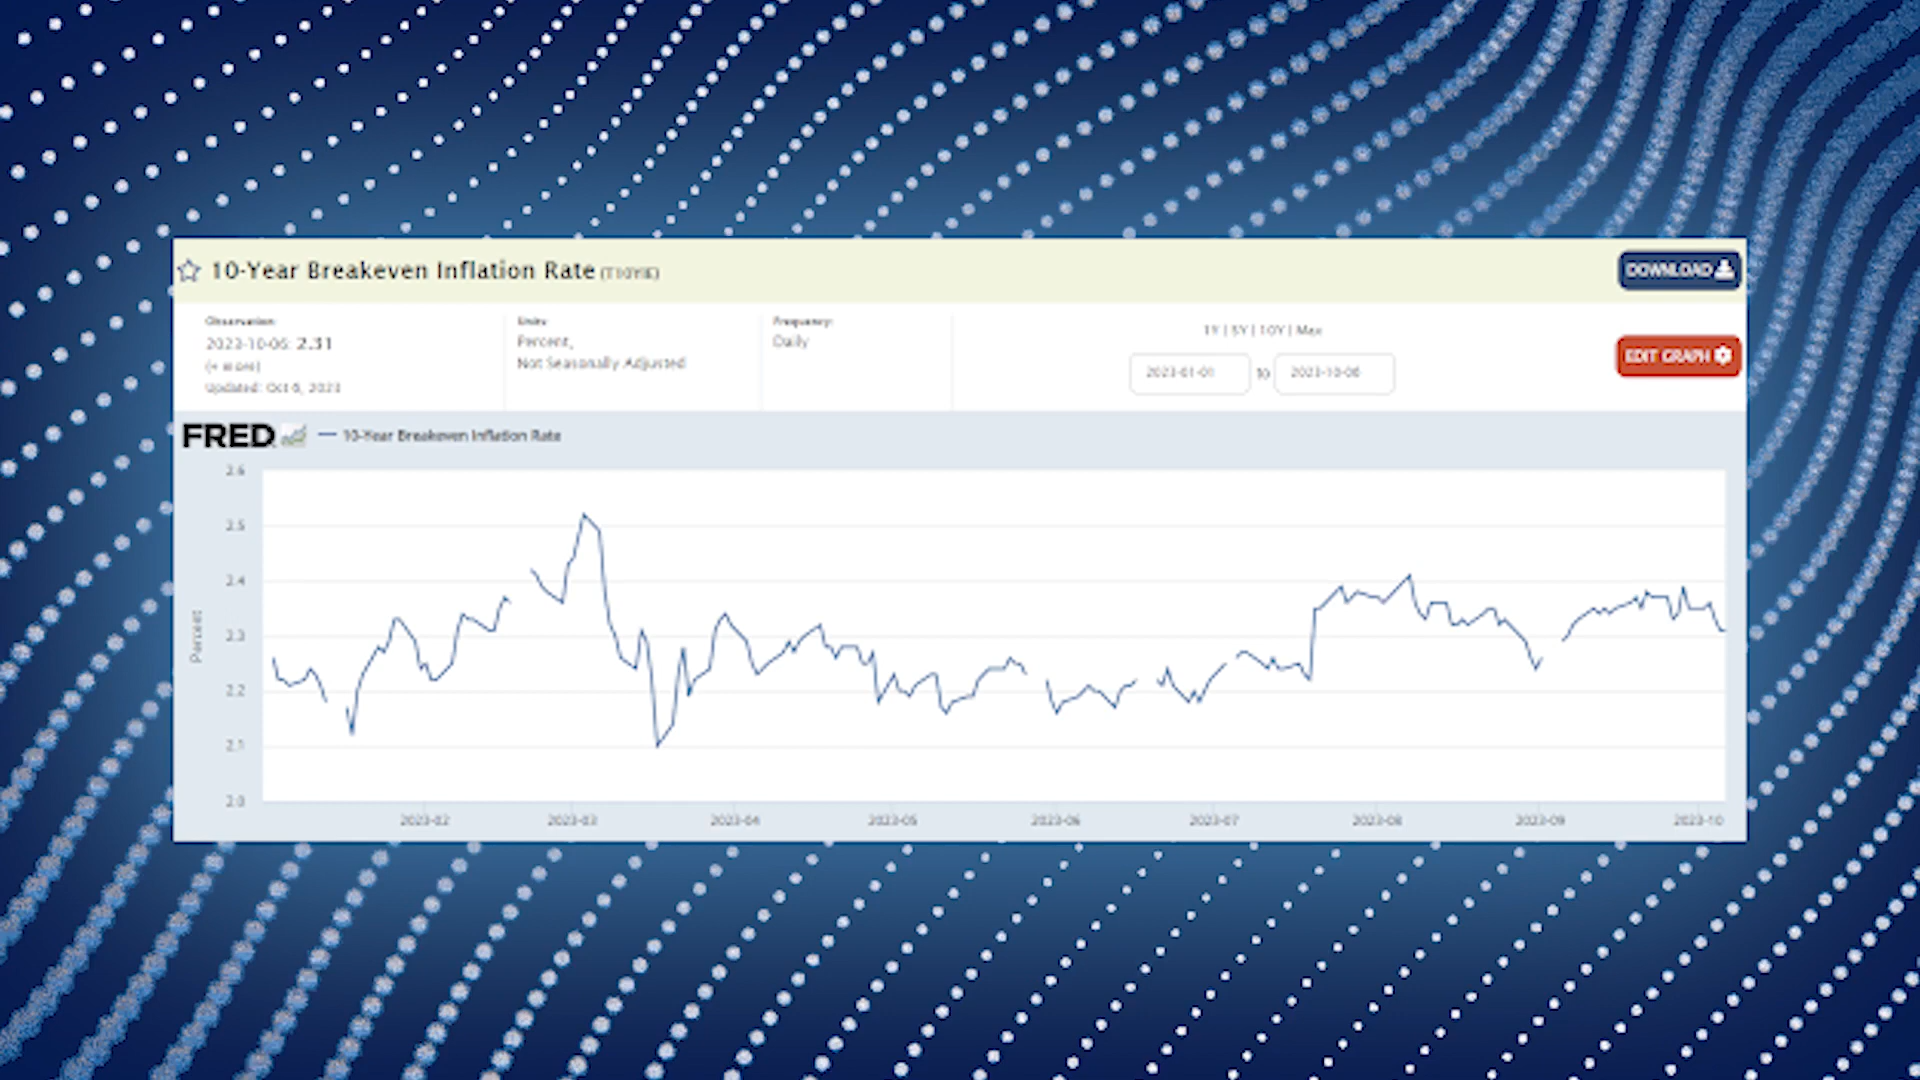 10-Year Breakeven Inflation Rate (T10YIE)
DOWNLOAD
Observation:
2023-10-06: 2.31
(+ more)
Updated: Oct 6, 2023
Units:
Percent,
Not Seasonally Adjusted
Frequency:
Daily
1Y | 5Y | 10Y | Max
2023-01-01 to 2023-10-06
EDIT GRAPH
FRED
10-Year Breakeven Inflation Rate
Percent
2.6
2.5
2.4
2.3
2.2
2.1
2.0
2023-02 2023-03 2023-04 2023-05 2023-06 2023-07 2023-08 2023-09 2023-10